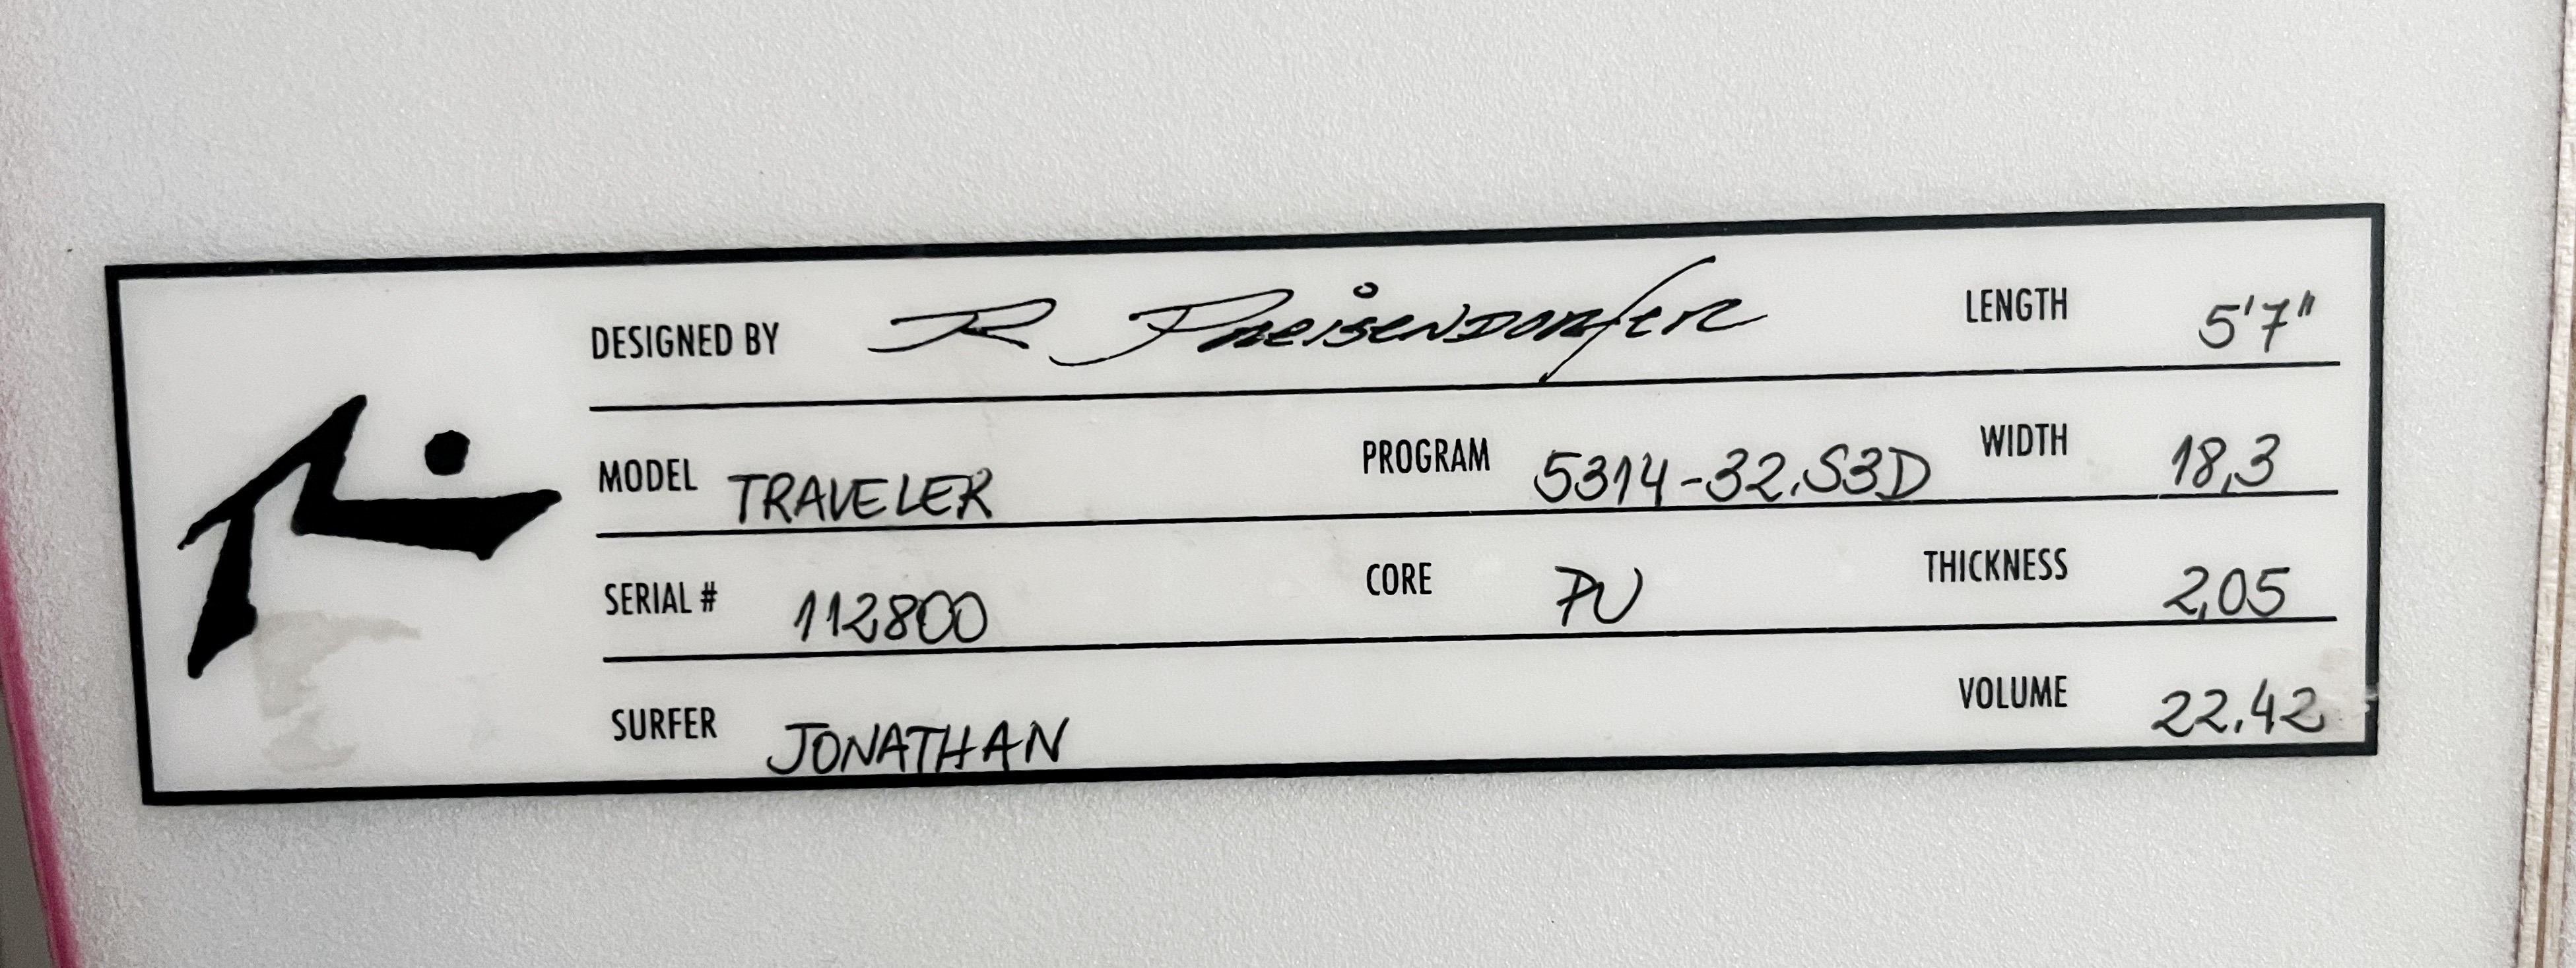 DESIGNED BY R Preisendorfer LENGTH 5'7"
MODEL TRAVELER PROGRAM 5314-32.S3D WIDTH 18,3
SERIAL # 112800 CORE PU THICKNESS 2,05
SURFER JONATHAN VOLUME 22.42